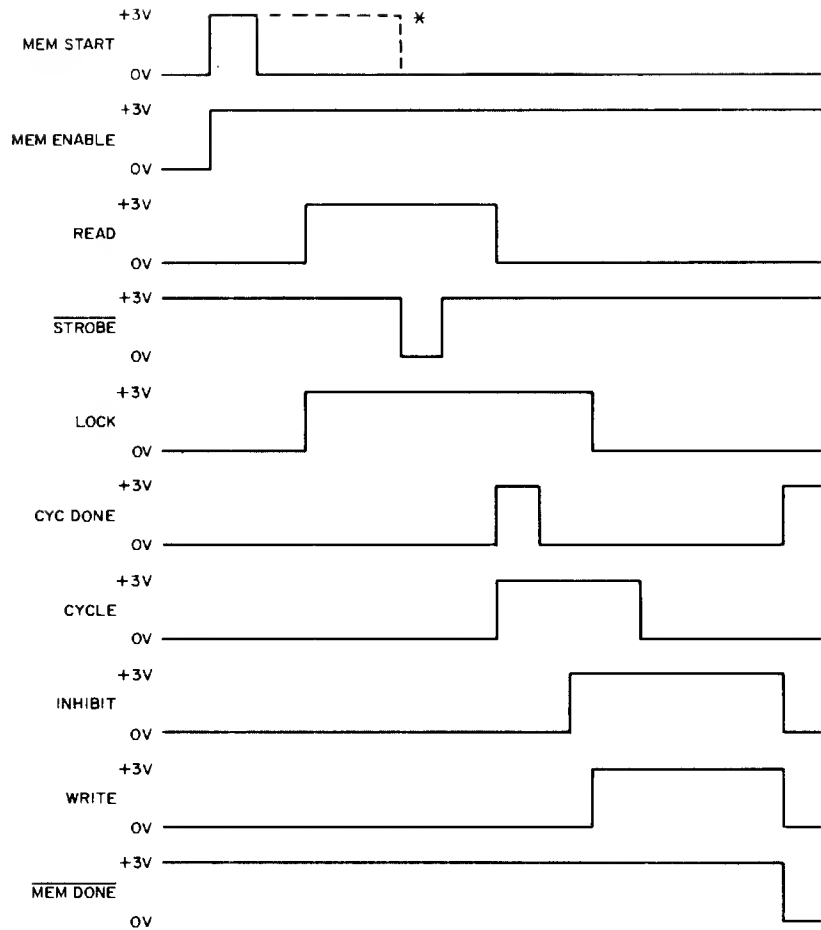 +3V
*
MEM START
0V
+3V
MEM ENABLE
0V
+3V
READ
0V
+3V
STROBE
0V
+3V
LOCK
0V
+3V
CYC DONE
0V
+3V
CYCLE
0V
+3V
INHIBIT
0V
+3V
WRITE
0V
+3V
MEM DONE
0V